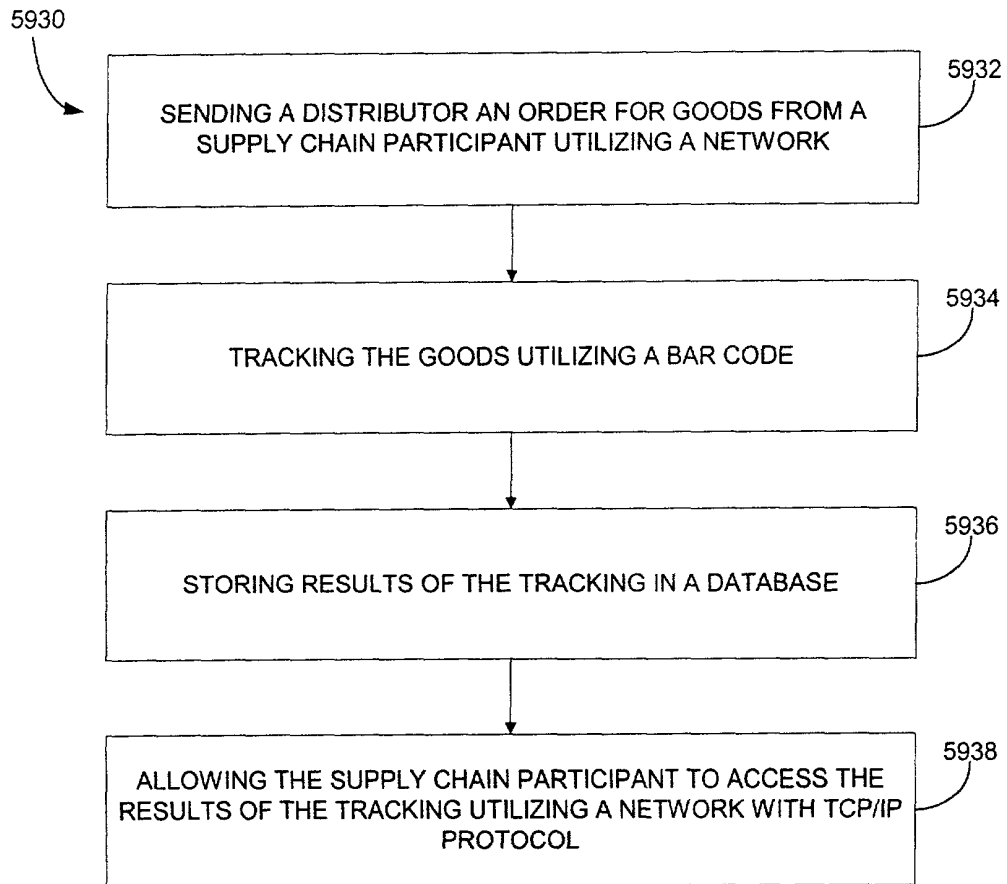 5930
5932
SENDING A DISTRIBUTOR AN ORDER FOR GOODS FROM A
SUPPLY CHAIN PARTICIPANT UTILIZING A NETWORK
5934
TRACKING THE GOODS UTILIZING A BAR CODE
5936
STORING RESULTS OF THE TRACKING IN A DATABASE
5938
ALLOWING THE SUPPLY CHAIN PARTICIPANT TO ACCESS THE
RESULTS OF THE TRACKING UTILIZING A NETWORK WITH TCP/IP
PROTOCOL